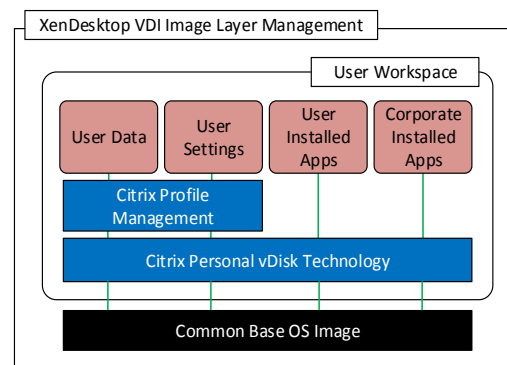 XenDesktop VDI Image Layer Management
User Workspace
User Data
User
Settings
User
Installed
Apps
Corporate
Installed
Apps
Citrix Profile
Management
Citrix Personal vDisk Technology
Common Base OS Image